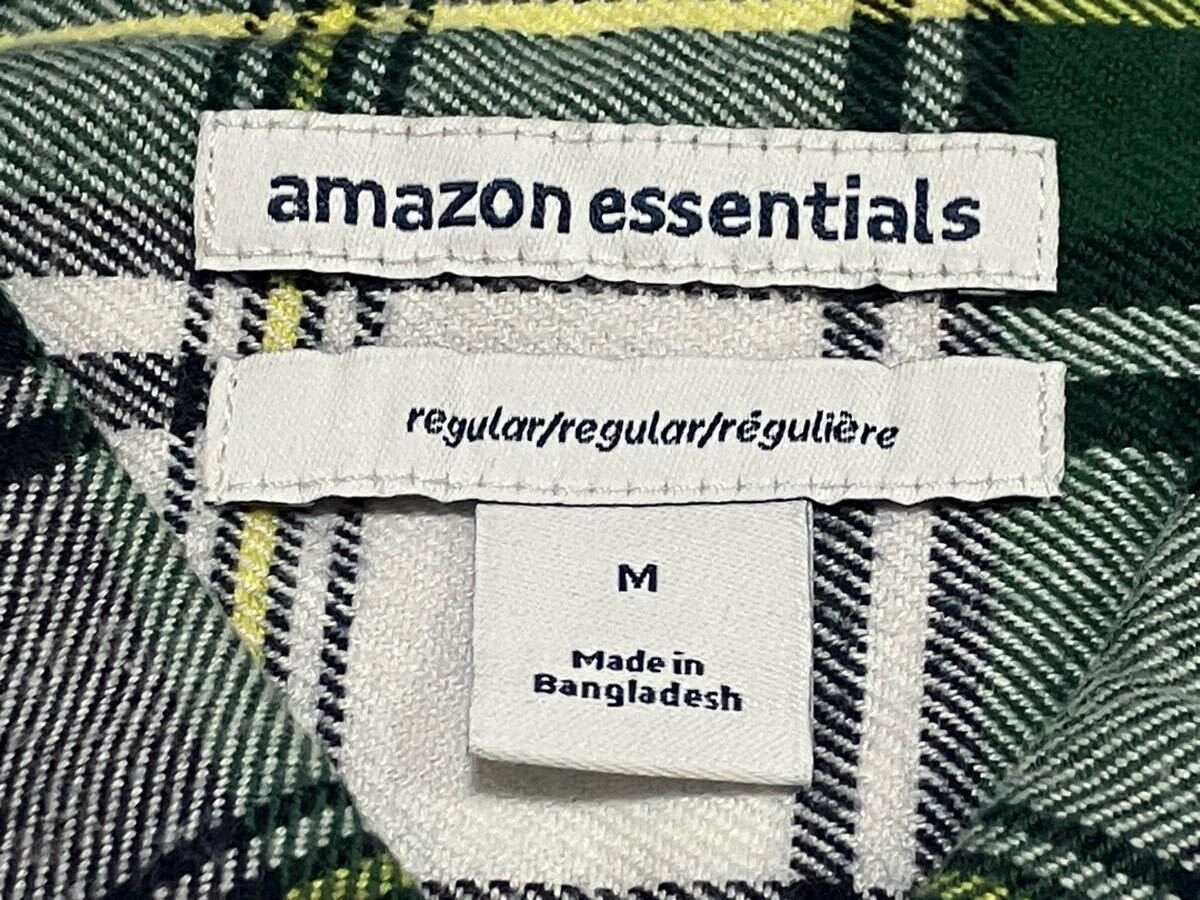 amazon essentials
regular/regular/régulière
M
Made in
Bangladesh